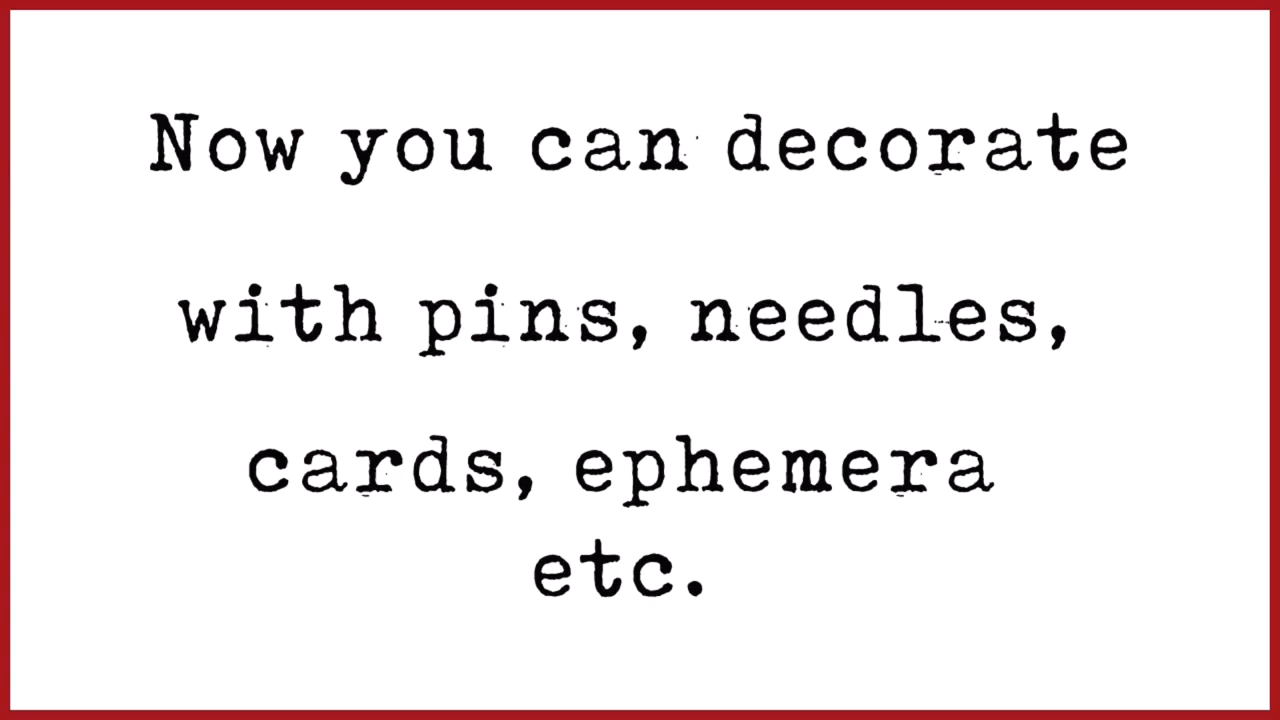 Now you can decorate
with pins, needles,
cards, ephemera
etc.